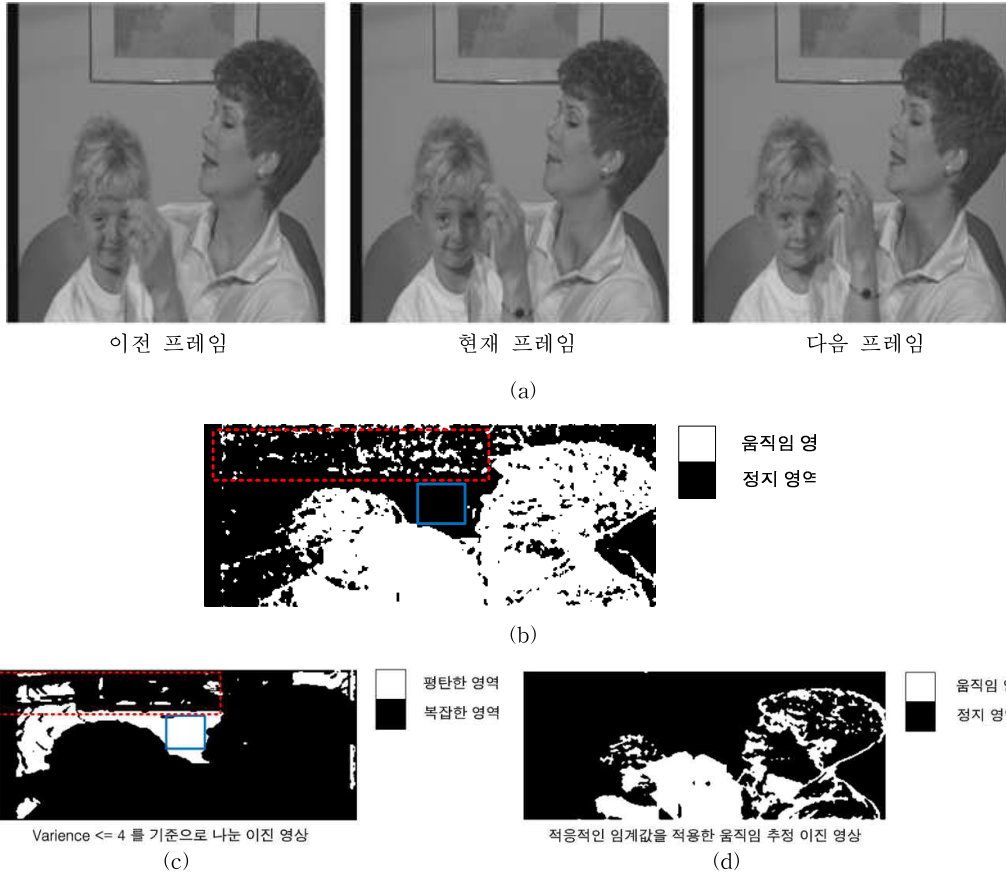 이전 프레임
현재 프레임
다음 프레임
(a)
움직임 영
정지 영역
(b)
평탄한 영역
복잡한 영역
움직임 영
정지 영역
Varience <= 4 를 기준으로 나눈 이진 영상
적응적인 임계값을 적용한 움직임 추정 이진 영상
(c)
(d)